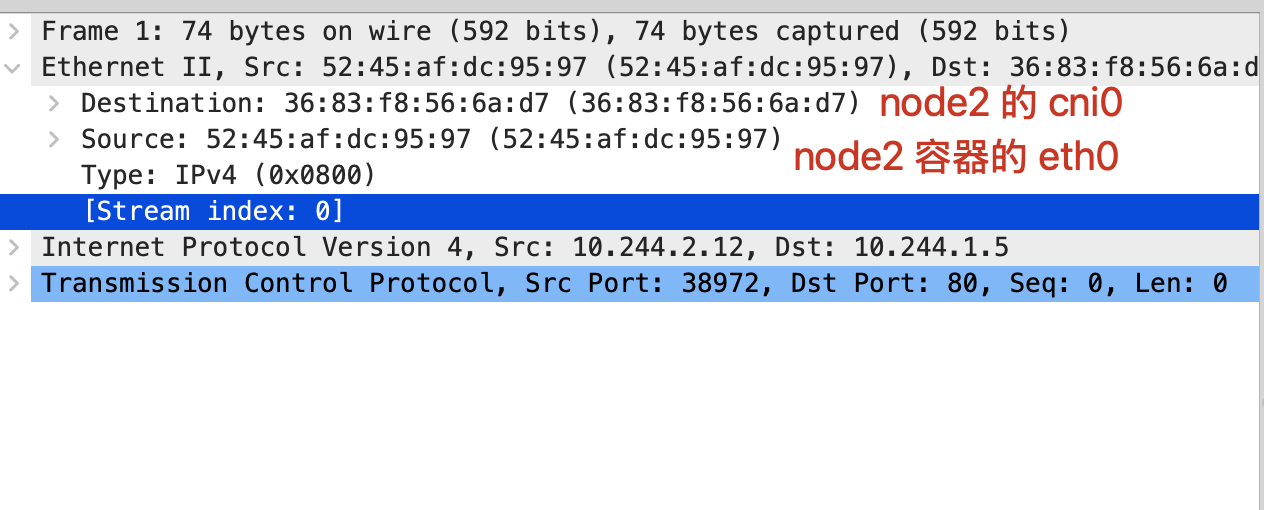 Frame 1: 74 bytes on wire (592 bits), 74 bytes captured (592 bits)
Ethernet II, Src: 52:45:af:dc:95:97 (52:45:af:dc:95:97), Dst: 36:83:f8:56:6a:d
Destination: 36:83:f8:56:6a:d7 (36:83:f8:56:6a:d7) node2 的 cni0
Source: 52:45:af:dc:95:97 (52:45:af:dc:95:97) node2 容器的 eth0
Type: IPv4 (0x0800)
[Stream index: 0]
Internet Protocol Version 4, Src: 10.244.2.12, Dst: 10.244.1.5
Transmission Control Protocol, Src Port: 38972, Dst Port: 80, Seq: 0, Len: 0